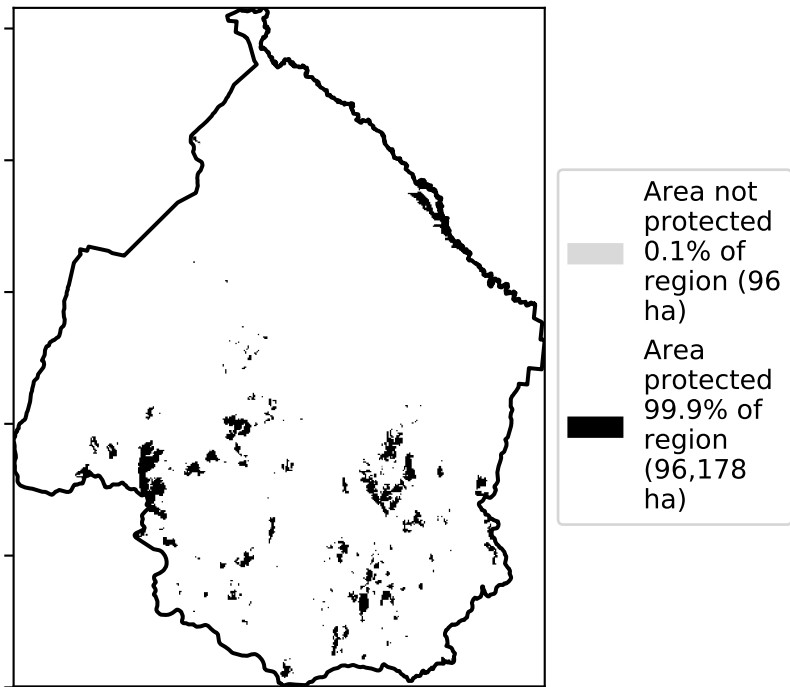 Area not
protected
0.1% of
region (96
ha)
Area
protected
99.9% of
region
(96,178
ha)